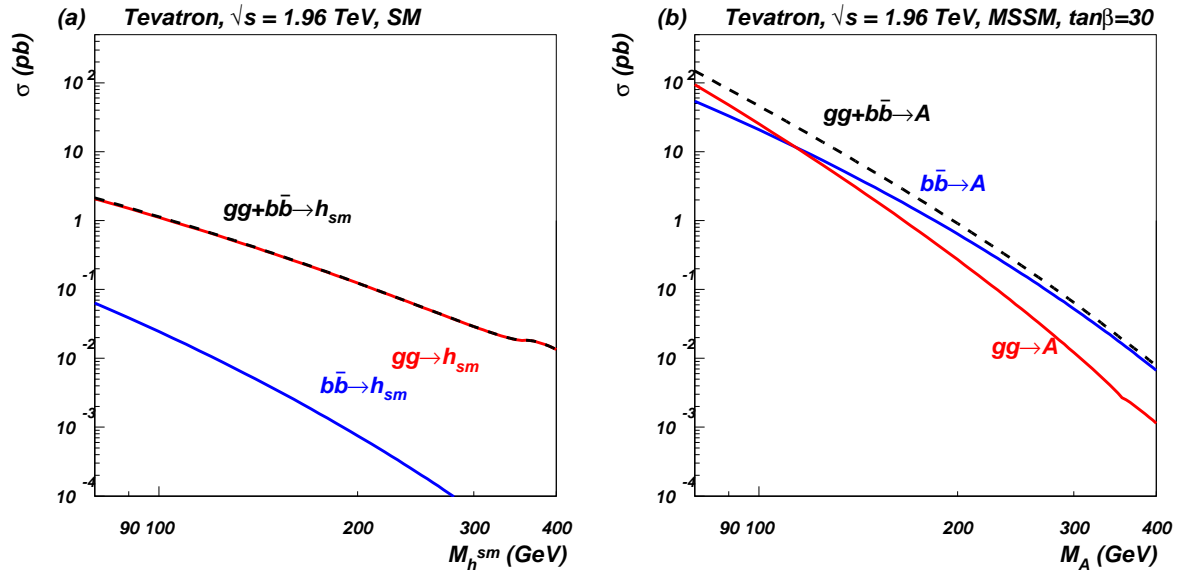 (a) Tevatron, √s = 1.96 TeV, SM
σ (pb)
10²
10
1
10⁻¹
10⁻²
10⁻³
10⁻⁴
gg+bb̄→h_sm
gg→h_sm
bb̄→h_sm
90 100 200 300 400
M_h^sm (GeV)
(b) Tevatron, √s = 1.96 TeV, MSSM, tanβ=30
σ (pb)
10²
10
1
10⁻¹
10⁻²
10⁻³
10⁻⁴
gg+bb̄→A
bb̄→A
gg→A
90 100 200 300 400
M_A (GeV)